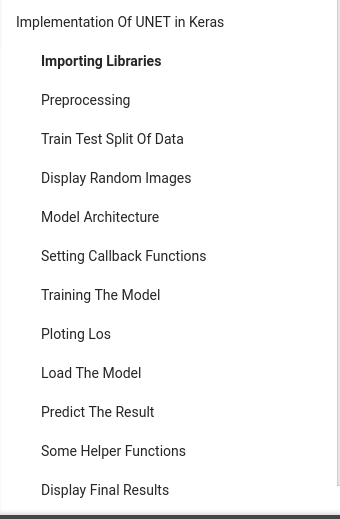 Implementation Of UNET in Keras
Importing Libraries
Preprocessing
Train Test Split Of Data
Display Random Images
Model Architecture
Setting Callback Functions
Training The Model
Ploting Los
Load The Model
Predict The Result
Some Helper Functions
Display Final Results